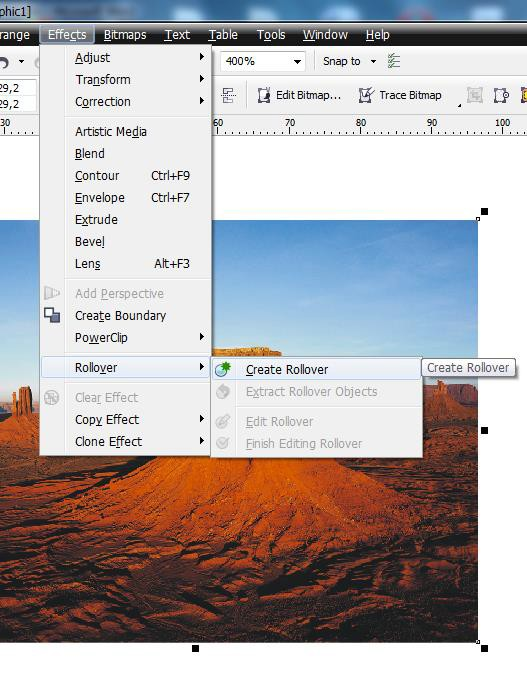 phic1]
range Effects Bitmaps Text Table Tools Window Help
400% Snap to
29,2
29,2
Edit Bitmap... Trace Bitmap
30 60 70 80 90 100
Adjust
Transform
Correction
Artistic Media
Blend
Contour Ctrl+F9
Envelope Ctrl+F7
Extrude
Bevel
Lens Alt+F3
Add Perspective
Create Boundary
PowerClip
Rollover
Create Rollover
Create Rollover
Extract Rollover Objects
Clear Effect
Copy Effect
Edit Rollover
Clone Effect
Finish Editing Rollover